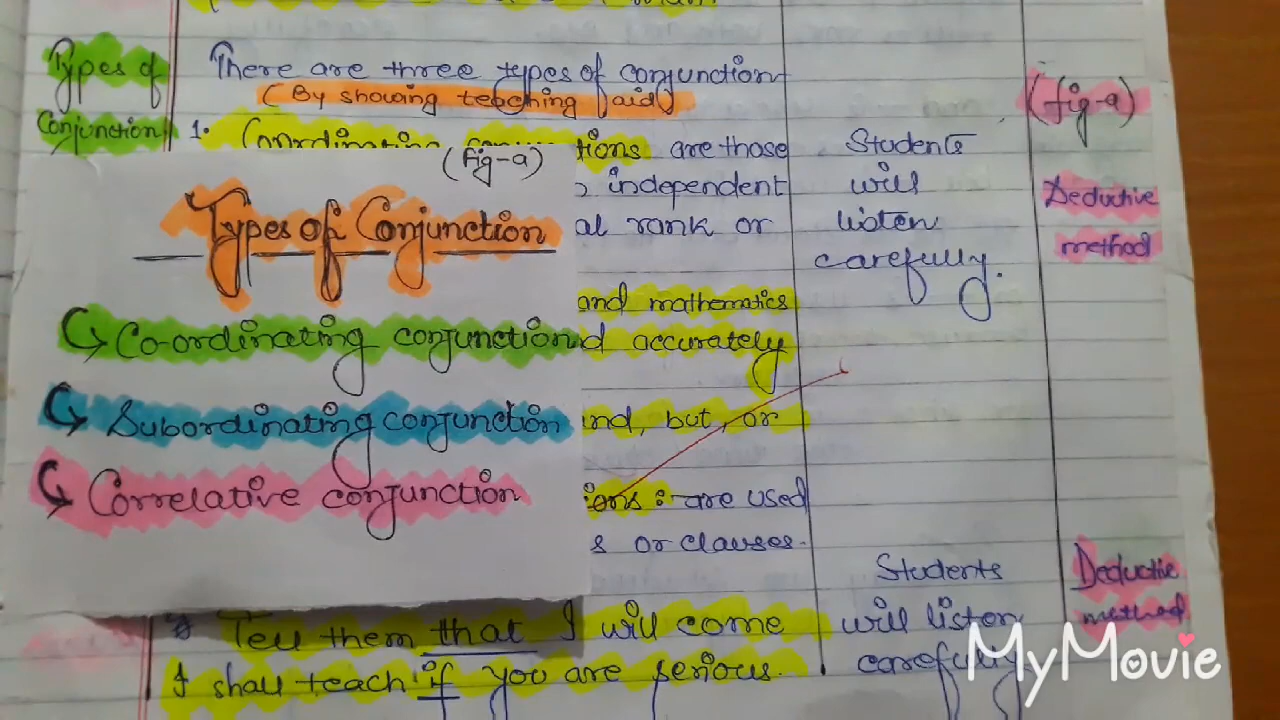 Types of
Conjunction
There are three types of conjunction
(By showing teaching aid)
1. Coordinating conjunctions are those
independent
al rank or
and mathematics
d accurately
and, but, or
ions : are used
s or clauses.
Tell them that I will come
I shall teach if you are serious.
(fig-a)
Types of Conjunction
Co-ordinating conjunction
Subordinating conjunction
Correlative conjunction
Students
will
listen
carefully.
Students
will listen
carefully
(fig-a)
Deductive
method
Deductive
method
MyMovie